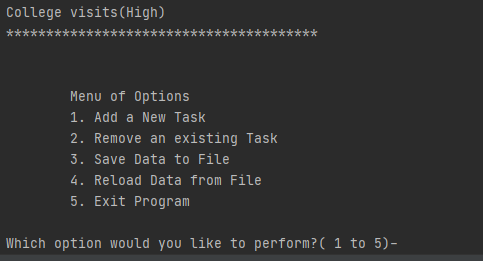 College visits(High)
***************************************
Menu of Options
1. Add a New Task
2. Remove an existing Task
3. Save Data to File
4. Reload Data from File
5. Exit Program
Which option would you like to perform?( 1 to 5)-